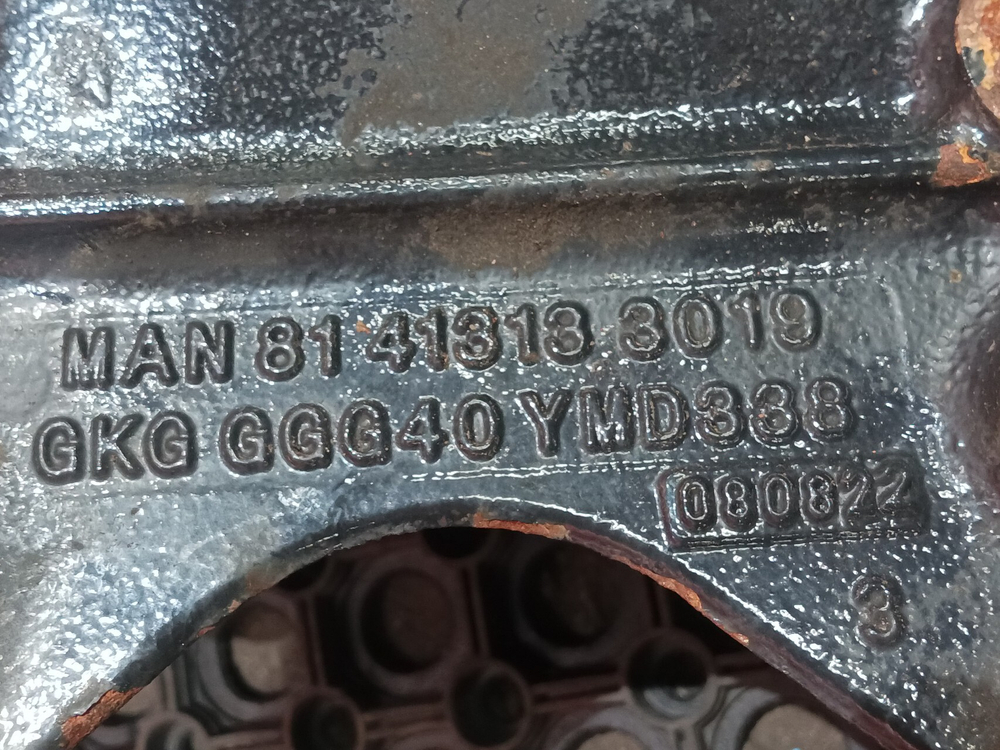 MAN 81 41313 3019
GKG GGG40 YMD338
080822
3